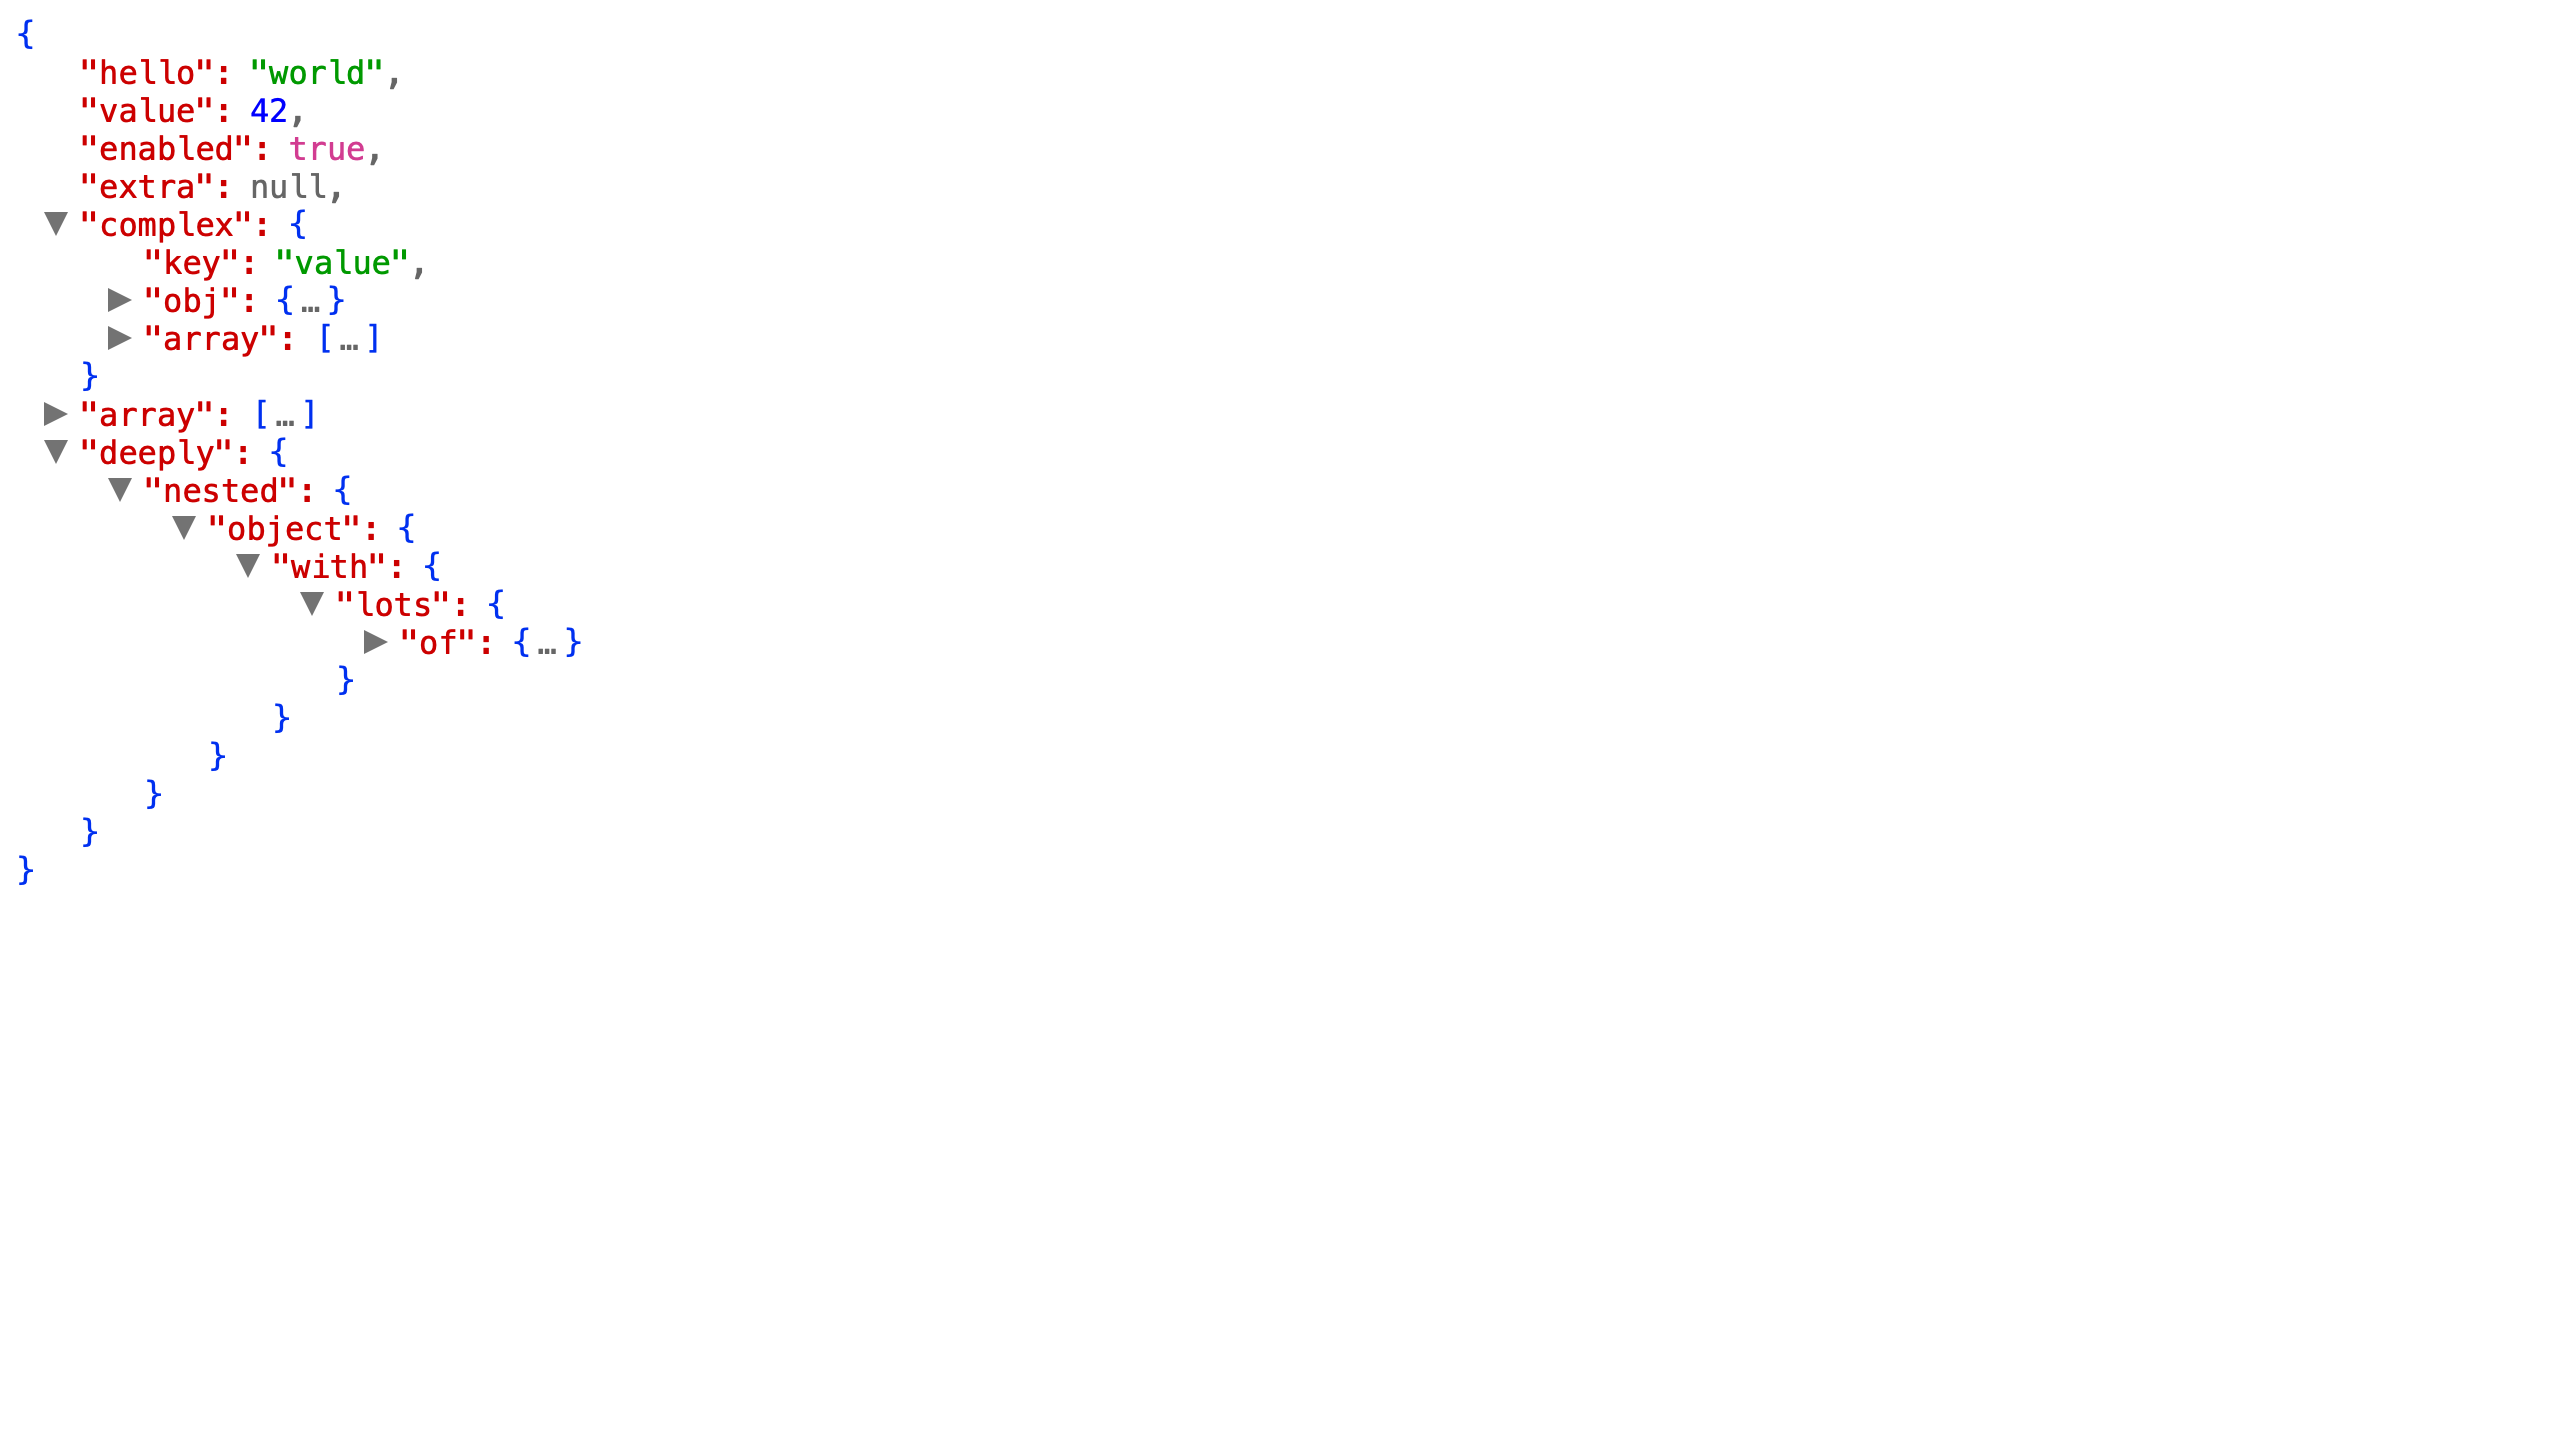 {
"hello": "world",
"value": 42,
"enabled": true,
"extra": null,
▼ "complex": {
"key": "value",
▶ "obj": {…}
▶ "array": […]
}
▶ "array": […]
▼ "deeply": {
▼ "nested": {
▼ "object": {
▼ "with": {
▼ "lots": {
▶ "of": {…}
}
}
}
}
}
}